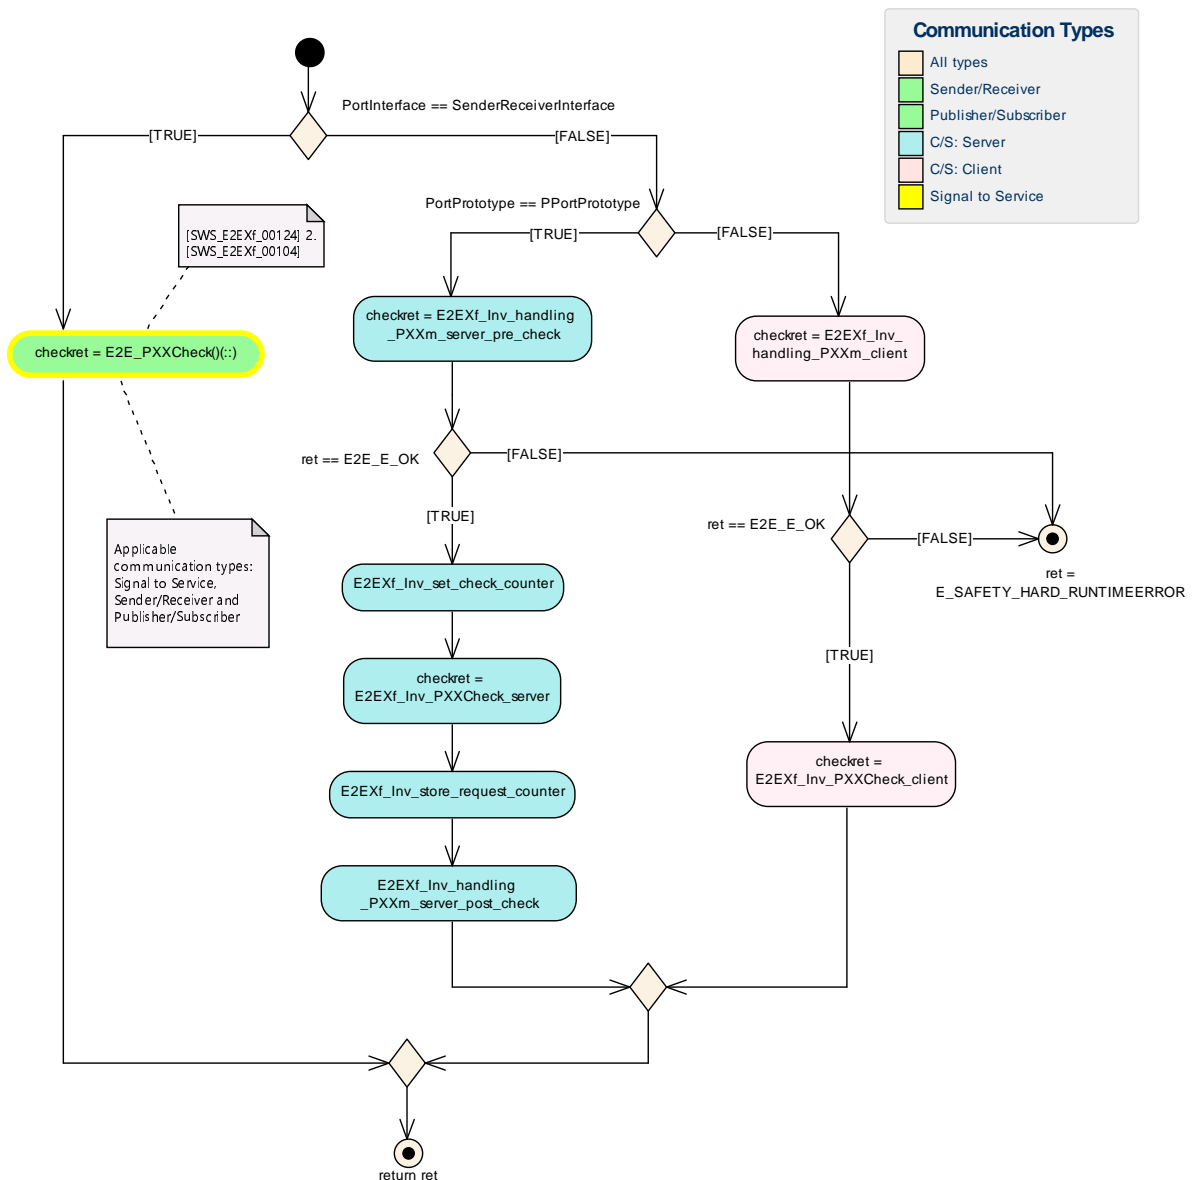 Communication Types
All types
Sender/Receiver
Publisher/Subscriber
C/S: Server
C/S: Client
Signal to Service
PortInterface == SenderReceiverInterface
[TRUE]
[FALSE]
PortPrototype == PPortPrototype
[TRUE]
[FALSE]
[SWS_E2EXf_00124] 2.
[SWS_E2EXf_00104]
checkret = E2E_PXXCheck()(::)
checkret = E2EXf_Inv_handling
_PXXm_server_pre_check
checkret = E2EXf_Inv_
handling_PXXm_client
ret == E2E_E_OK
[FALSE]
[TRUE]
ret == E2E_E_OK
[FALSE]
ret =
E_SAFETY_HARD_RUNTIMEERROR
Applicable
communication types:
Signal to Service,
Sender/Receiver and
Publisher/Subscriber
E2EXf_Inv_set_check_counter
[TRUE]
checkret =
E2EXf_Inv_PXXCheck_server
checkret =
E2EXf_Inv_PXXCheck_client
E2EXf_Inv_store_request_counter
E2EXf_Inv_handling
_PXXm_server_post_check
return ret